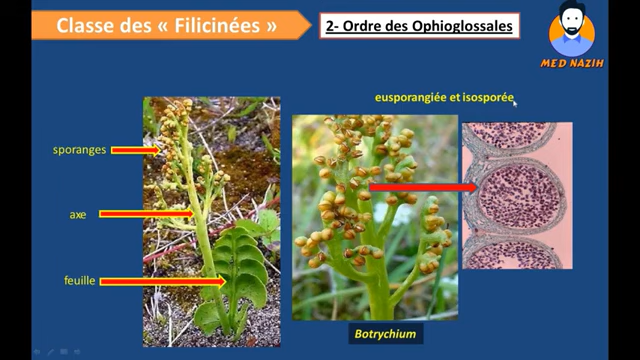 Classe des « Filicinées »
2- Ordre des Ophioglossales
MED NAZIH
eusporangiée et isosporée
sporanges
axe
feuille
Botrychium